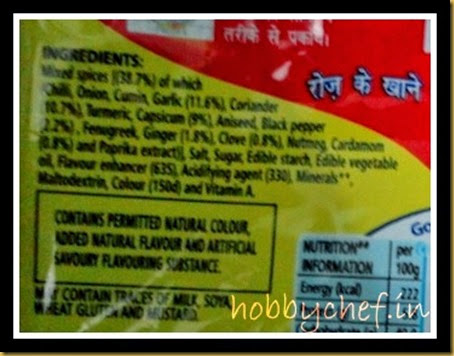 तरीके से पकायें।
रोज़ के खाने
INGREDIENTS:
Mixed spices [(38.7%) of which
Chilli, Onion, Cumin, Garlic (11.6%), Coriander
10.7%), Turmeric, Capsicum (9%), Aniseed, Black pepper
2.2%) , Fenugreek, Ginger (1.8%), Clove (0.8%), Nutmeg, Cardamom
(0.8%) and Paprika extract)], Salt, Sugar, Edible starch, Edible vegetable
oil, Flavour enhancer (635), Acidifying agent (330), Minerals**,
Maltodextrin, Colour (150d) and Vitamin A.
CONTAINS PERMITTED NATURAL COLOUR,
ADDED NATURAL FLAVOUR AND ARTIFICIAL
SAVOURY FLAVOURING SUBSTANCE.
MAY CONTAIN TRACES OF MILK, SOYA
WHEAT GLUTEN AND MUSTARD.
Go
NUTRITION** per
INFORMATION 100g
Energy (kcal) 222
hobbychef.in